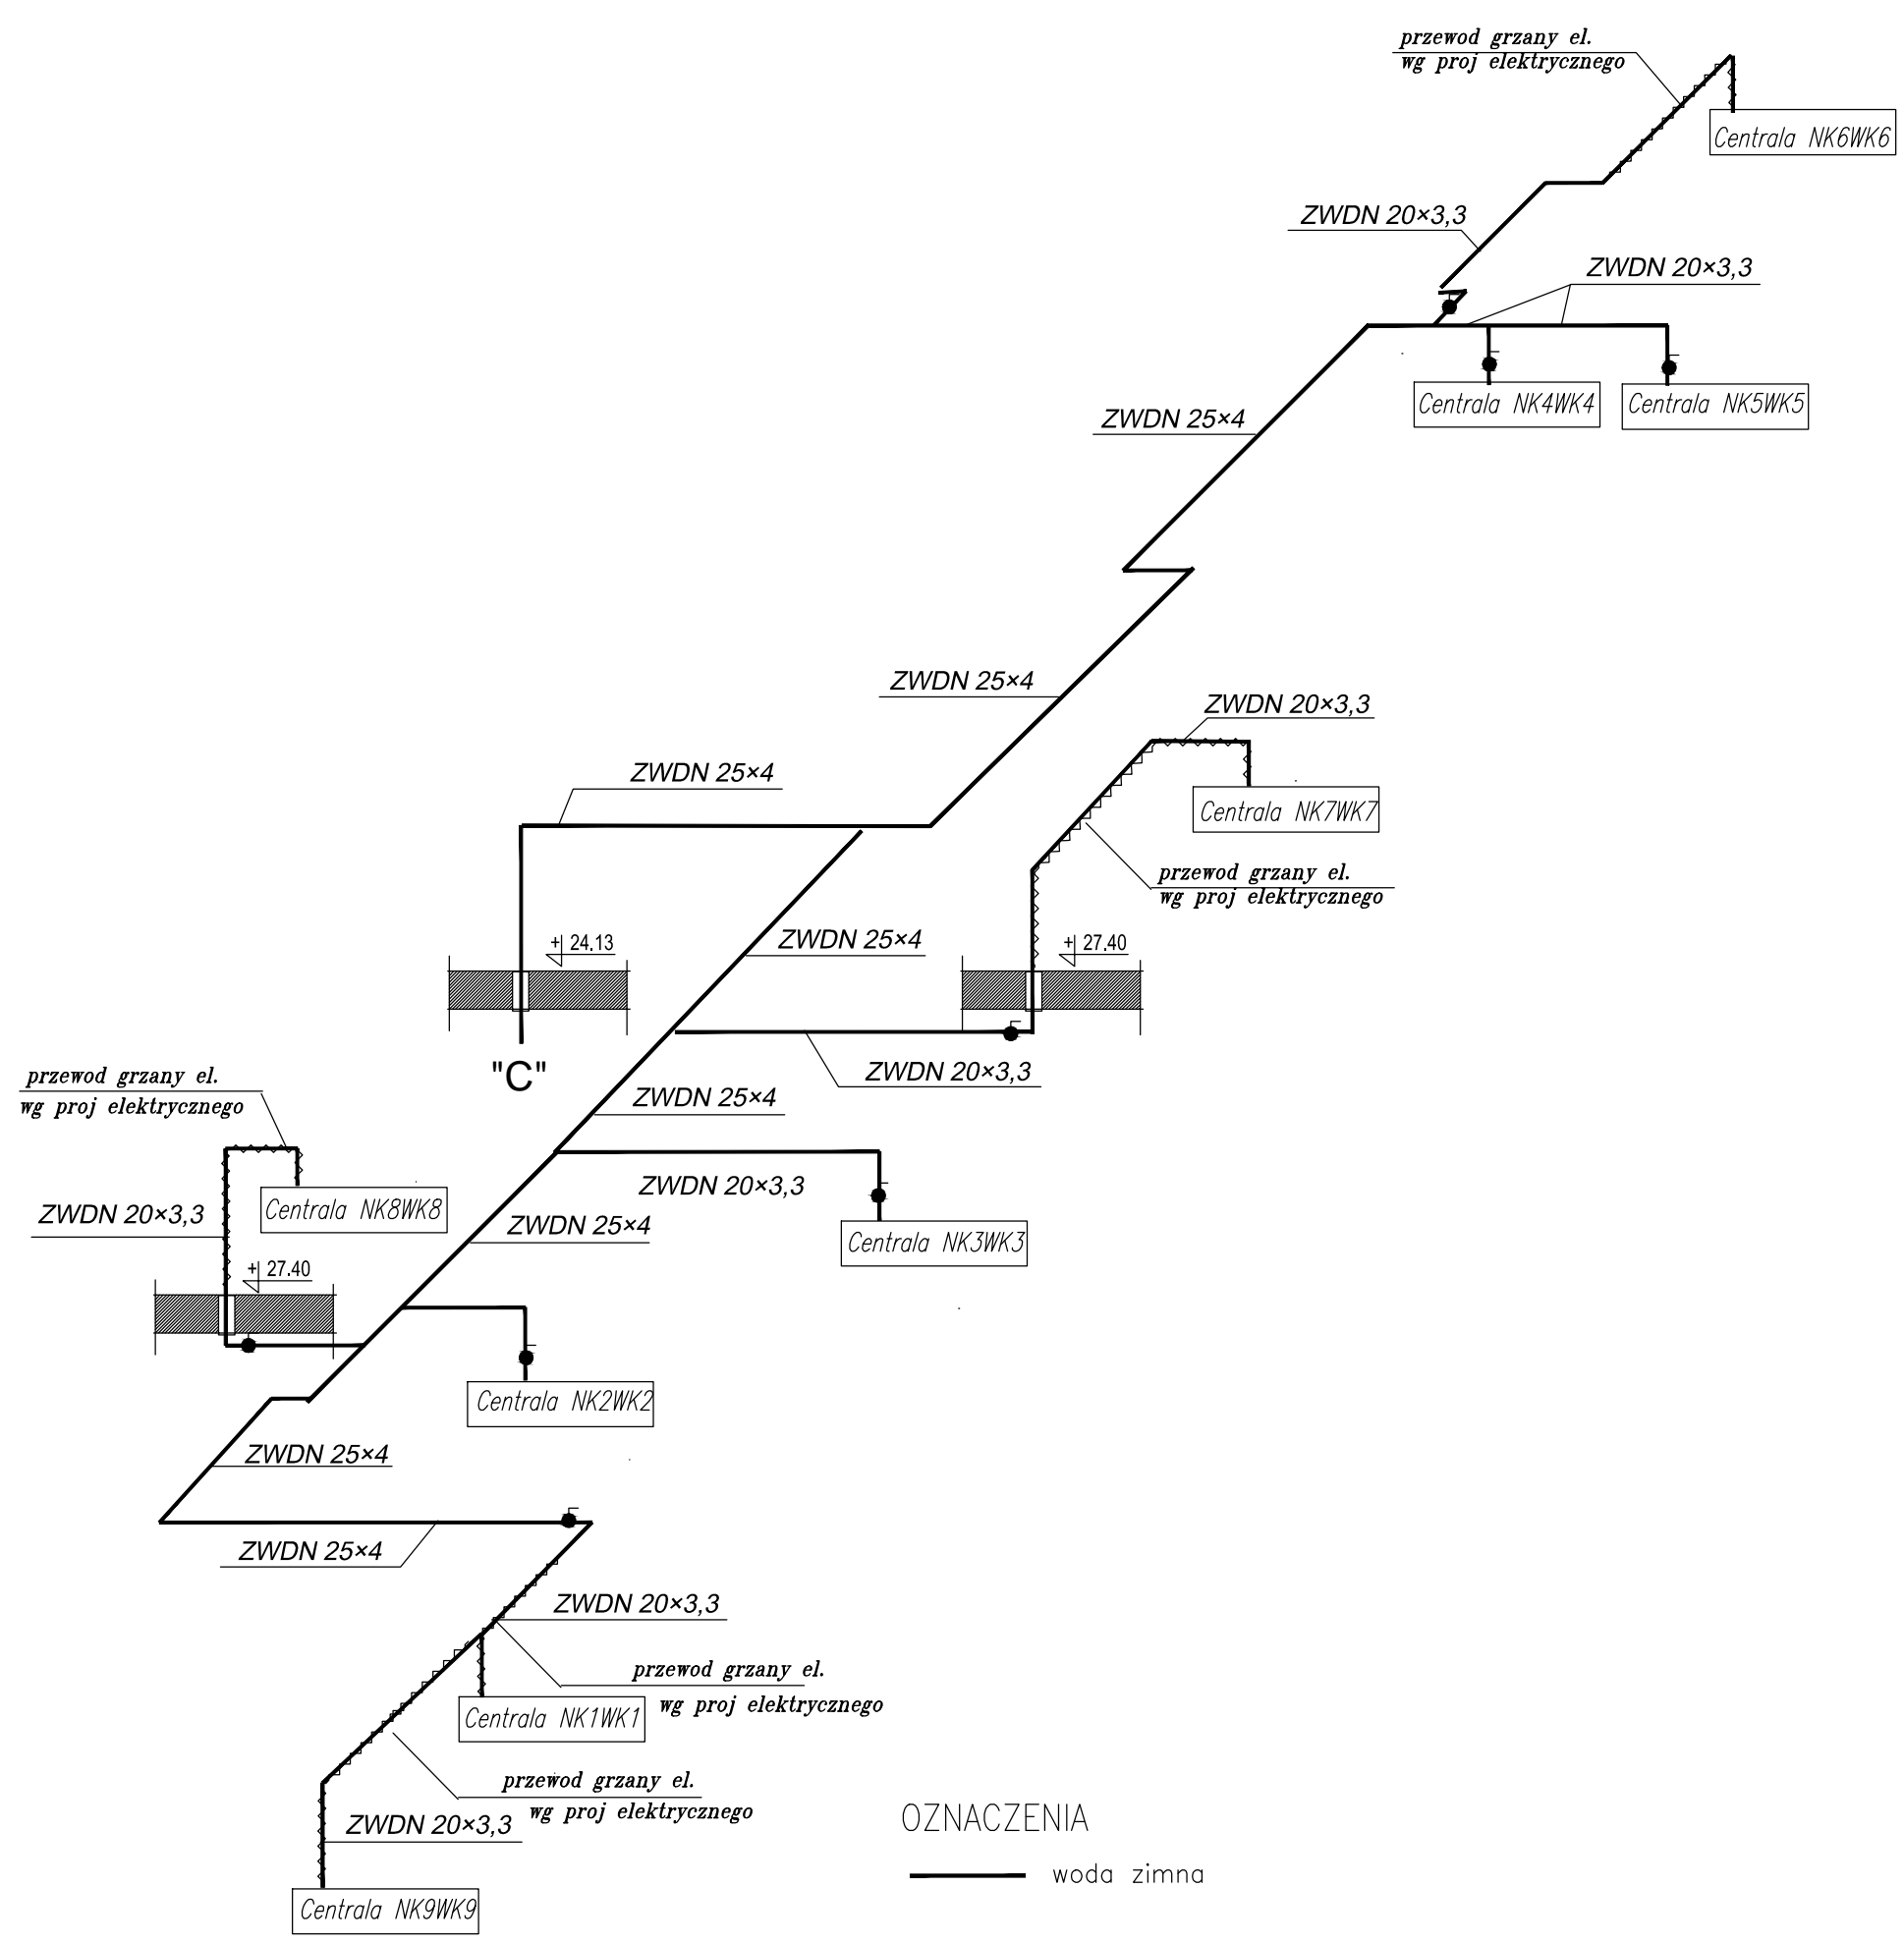 przewod grzany el.
wg proj elektrycznego
Centrala NK6WK6
ZWDN 20×3,3
ZWDN 20×3,3
Centrala NK4WK4
Centrala NK5WK5
ZWDN 25×4
ZWDN 25×4
ZWDN 20×3,3
ZWDN 25×4
Centrala NK7WK7
przewod grzany el.
wg proj elektrycznego
ZWDN 25×4
+ 24.13
+ 27.40
"C"
ZWDN 20×3,3
przewod grzany el.
wg proj elektrycznego
ZWDN 25×4
ZWDN 20×3,3
Centrala NK8WK8
ZWDN 20×3,3
ZWDN 25×4
Centrala NK3WK3
+ 27.40
Centrala NK2WK2
ZWDN 25×4
ZWDN 25×4
ZWDN 20×3,3
przewod grzany el.
wg proj elektrycznego
Centrala NK1WK1
przewod grzany el.
wg proj elektrycznego
ZWDN 20×3,3
Centrala NK9WK9
OZNACZENIA
woda zimna